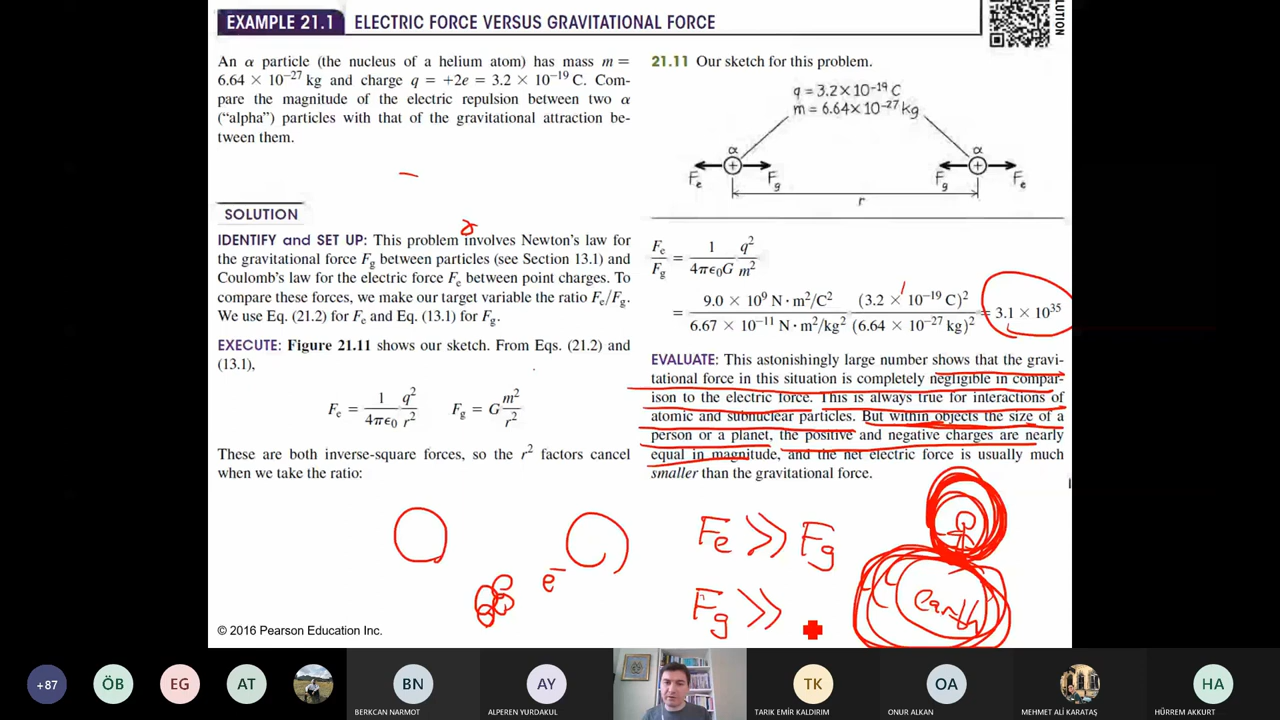 EXAMPLE 21.1 ELECTRIC FORCE VERSUS GRAVITATIONAL FORCE
LUTION
An α particle (the nucleus of a helium atom) has mass m =
6.64 × 10⁻²⁷ kg and charge q = +2e = 3.2 × 10⁻¹⁹ C. Com-
pare the magnitude of the electric repulsion between two α
("alpha") particles with that of the gravitational attraction be-
tween them.
SOLUTION
IDENTIFY and SET UP: This problem involves Newton's law for
the gravitational force Fg between particles (see Section 13.1) and
Coulomb's law for the electric force Fe between point charges. To
compare these forces, we make our target variable the ratio Fe/Fg.
We use Eq. (21.2) for Fe and Eq. (13.1) for Fg.
EXECUTE: Figure 21.11 shows our sketch. From Eqs. (21.2) and
(13.1),
Fe = 1/4πϵ₀ q²/r² Fg = G m²/r²
These are both inverse-square forces, so the r² factors cancel
when we take the ratio:
21.11 Our sketch for this problem.
q = 3.2×10⁻¹⁹ C
m = 6.64×10⁻²⁷ kg
α α
Fe Fg Fg Fe
r
Fe/Fg = 1/4πϵ₀G q²/m²
= 9.0 × 10⁹ N·m²/C² / 6.67 × 10⁻¹¹ N·m²/kg² (3.2 × 10⁻¹⁹ C)² / (6.64 × 10⁻²⁷ kg)² = 3.1 × 10³⁵
EVALUATE: This astonishingly large number shows that the gravi-
tational force in this situation is completely negligible in compar-
ison to the electric force. This is always true for interactions of
atomic and subnuclear particles. But within objects the size of a
person or a planet, the positive and negative charges are nearly
equal in magnitude, and the net electric force is usually much
smaller than the gravitational force.
Fe >> Fg
e⁻
Fg >>
earth
© 2016 Pearson Education Inc.
+87 ÖB EG AT BN AY TK OA HA
BERKCAN NARMOT ALPEREN YURDAKUL TARIK EMİR KALDIRIM ONUR ALKAN MEHMET ALİ KARATAŞ HÜRREM AKKURT